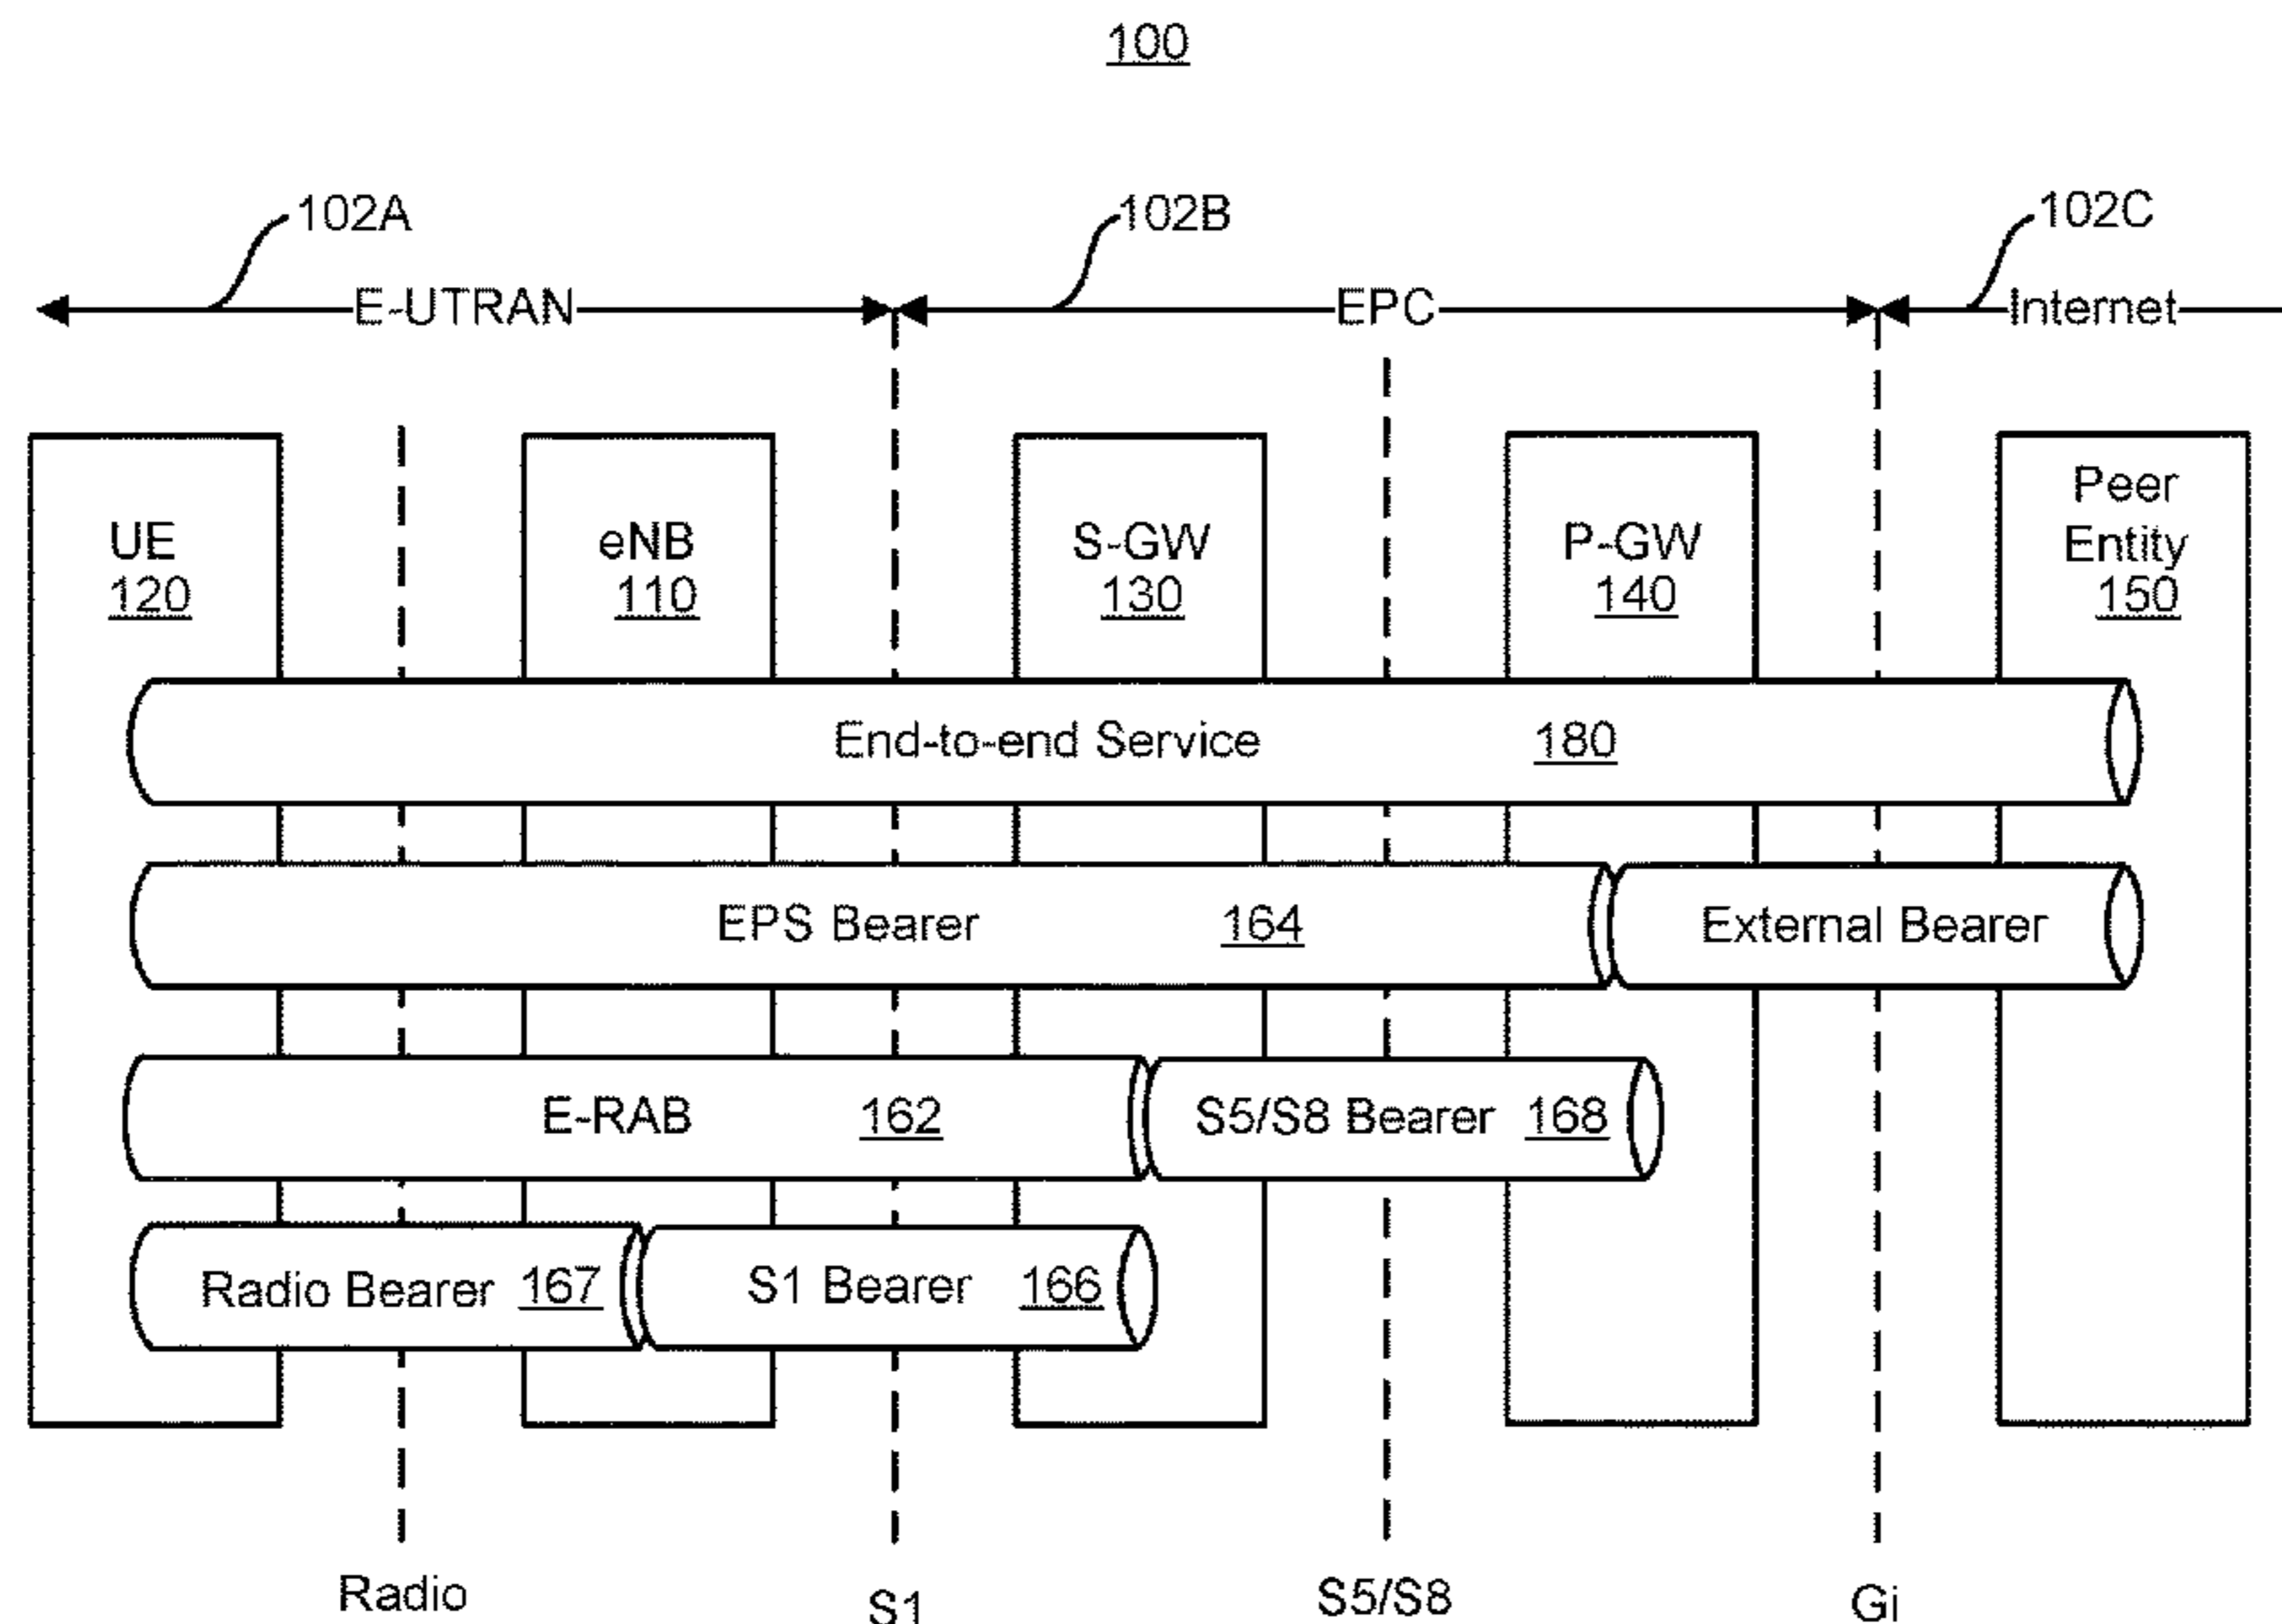 100
102A
102B
102C
E-UTRAN
EPC
Internet
UE
120
eNB
110
S-GW
130
P-GW
140
Peer
Entity
150
End-to-end Service 180
EPS Bearer 164
External Bearer
E-RAB 162
S5/S8 Bearer 168
Radio Bearer 167
S1 Bearer 166
Radio
S1
S5/S8
Gi